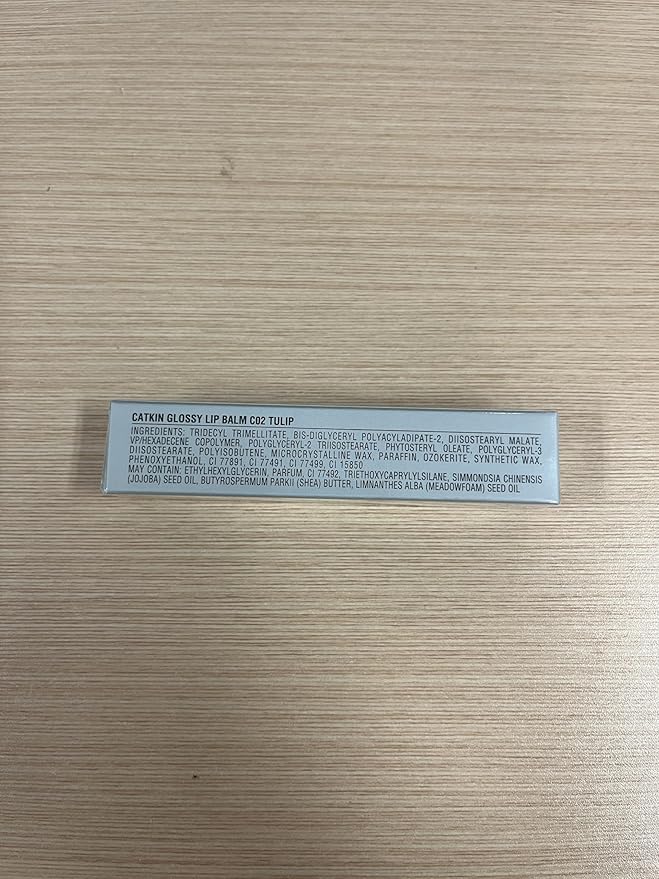 CATKIN GLOSSY LIP BALM C02 TULIP
INGREDIENTS: TRIDECYL TRIMELLITATE, BIS-DIGLYCERYL POLYACYLADIPATE-2, DIISOSTEARYL MALATE,
VP/HEXADECENE COPOLYMER, POLYGLYCERYL-2 TRIISOSTEARATE, PHYTOSTERYL OLEATE, POLYGLYCERYL-3
DIISOSTEARATE, POLYISOBUTENE, MICROCRYSTALLINE WAX, PARAFFIN, OZOKERITE, SYNTHETIC WAX,
PHENOXYETHANOL, CI 77891, CI 77491, CI 77499, CI 15850
MAY CONTAIN: ETHYLHEXYLGLYCERIN, PARFUM, CI 77492, TRIETHOXYCAPRYLYLSILANE, SIMMONDSIA CHINENSIS
(JOJOBA) SEED OIL, BUTYROSPERMUM PARKII (SHEA) BUTTER, LIMNANTHES ALBA (MEADOWFOAM) SEED OIL